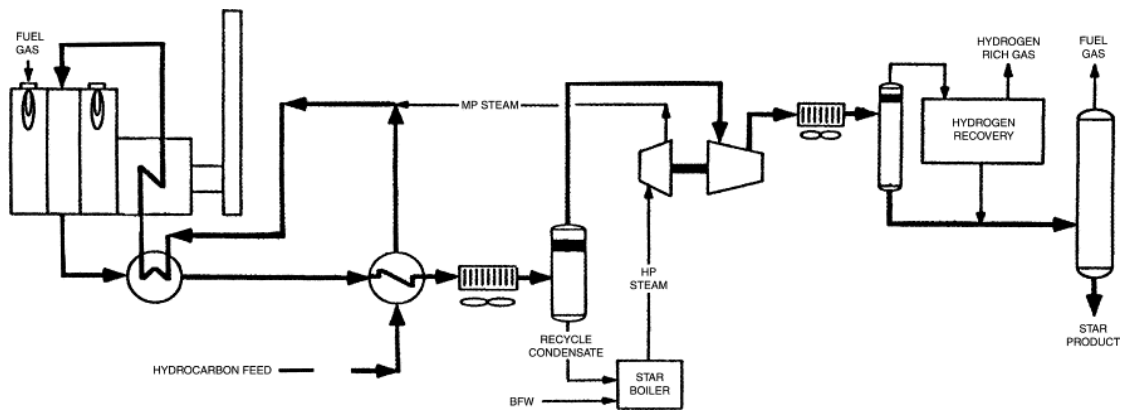 FUEL
GAS
MP STEAM
HYDROGEN
RICH GAS
FUEL
GAS
HYDROGEN
RECOVERY
HP
STEAM
RECYCLE
CONDENSATE
HYDROCARBON FEED
STAR
BOILER
BFW
STAR
PRODUCT